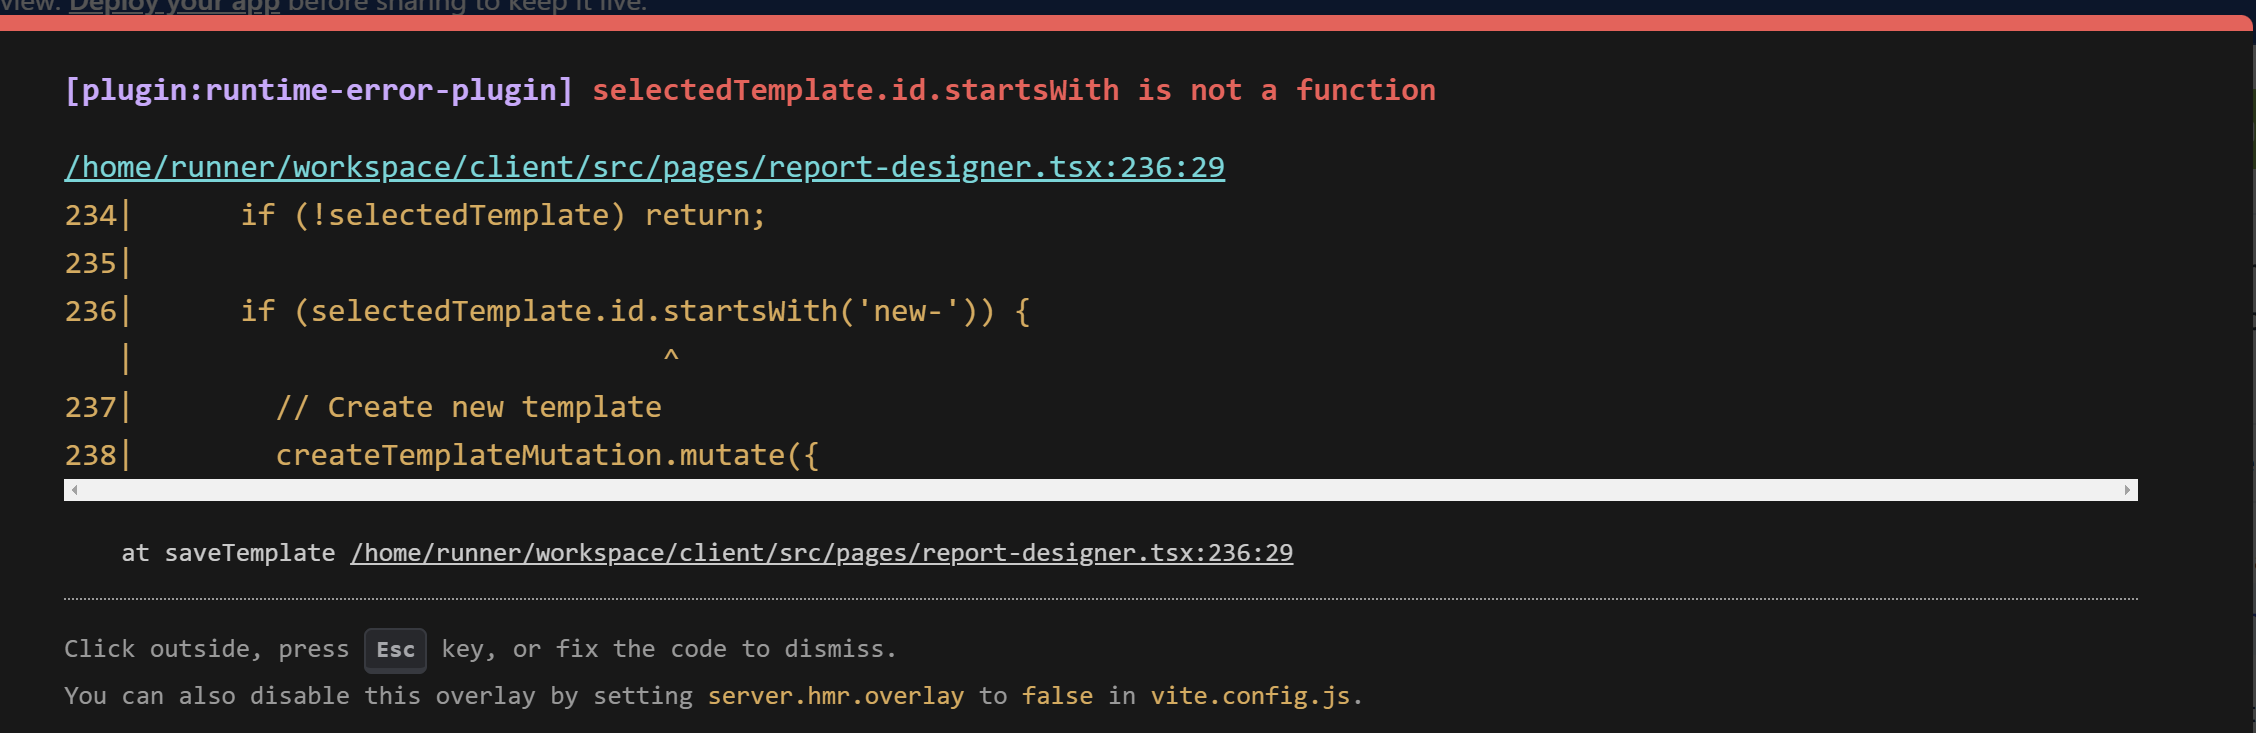 view. Deploy your app before sharing to keep it live.
[plugin:runtime-error-plugin] selectedTemplate.id.startsWith is not a function
/home/runner/workspace/client/src/pages/report-designer.tsx:236:29
234|      if (!selectedTemplate) return;
235|
236|      if (selectedTemplate.id.startsWith('new-')) {
   |                              ^
237|        // Create new template
238|        createTemplateMutation.mutate({
at saveTemplate /home/runner/workspace/client/src/pages/report-designer.tsx:236:29
Click outside, press Esc key, or fix the code to dismiss.
You can also disable this overlay by setting server.hmr.overlay to false in vite.config.js.